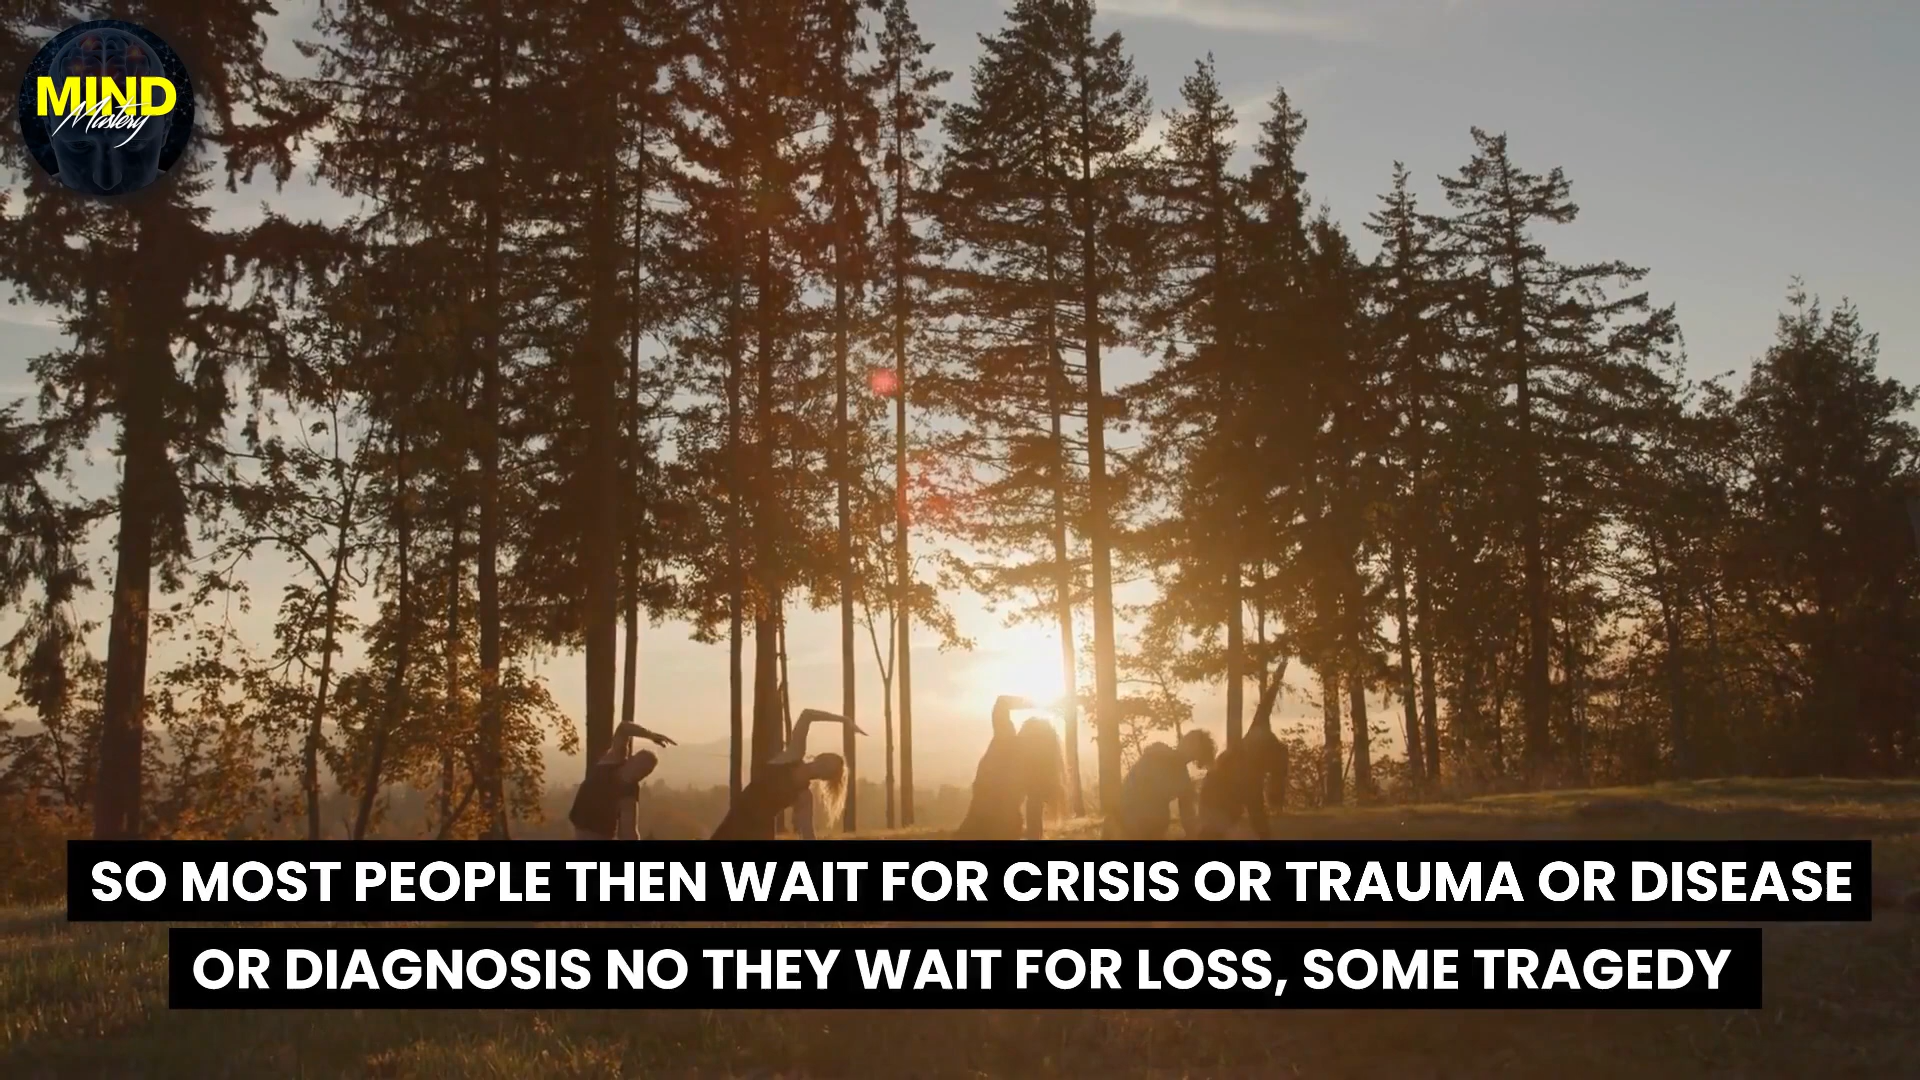 MIND
Mastery
SO MOST PEOPLE THEN WAIT FOR CRISIS OR TRAUMA OR DISEASE
OR DIAGNOSIS NO THEY WAIT FOR LOSS, SOME TRAGEDY